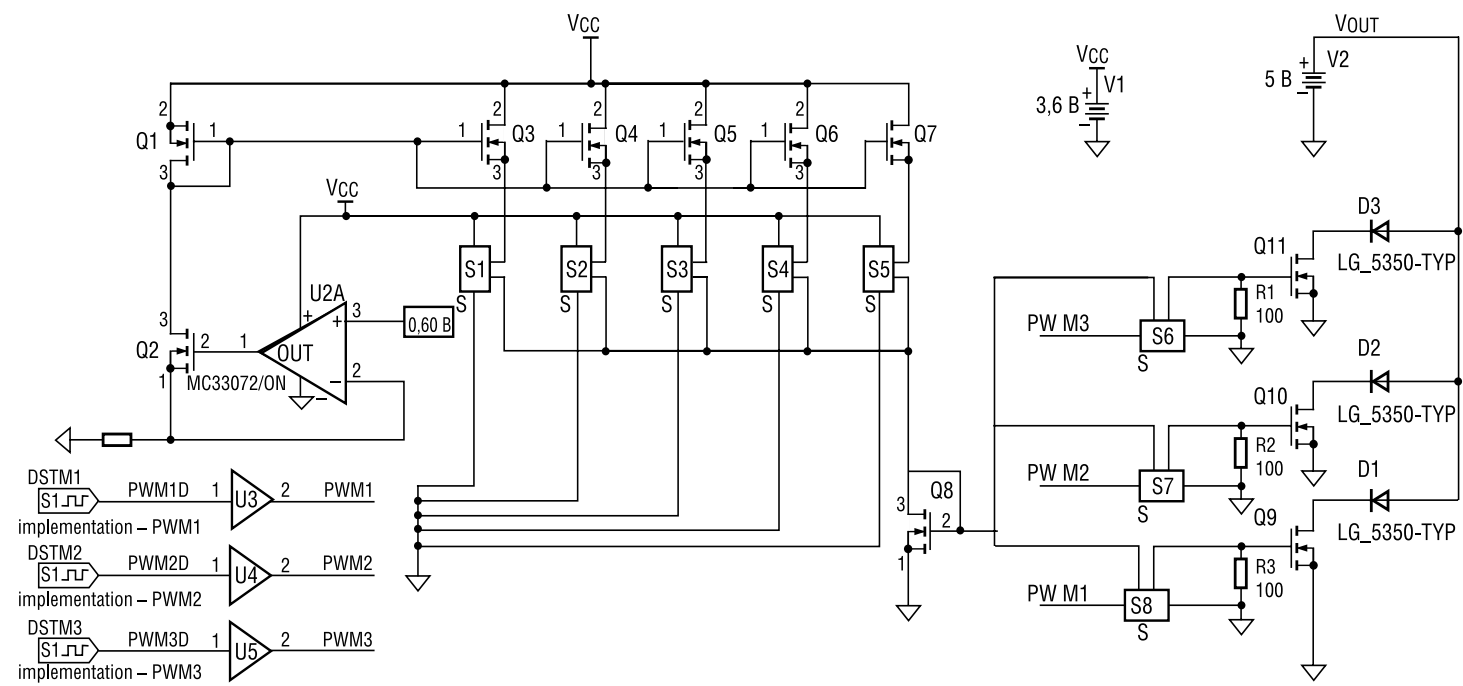 VCC
VOUT
VCC
V1
3,6 В
+
–
V2
5 В
+
–
2
1
Q1
3
2
1
Q3
3
2
Q4
3
2
1
Q5
3
2
1
Q6
3
2
Q7
3
VCC
S1
S
S2
S
S3
S
S4
S
S5
S
U2A
+
+
3
0,60 В
3
2
Q2
1
1
OUT
–
2
MC33072/ON
–
D3
LG_5350-TYP
Q11
R1
100
PW M3
S6
S
D2
LG_5350-TYP
Q10
R2
100
PW M2
S7
S
D1
LG_5350-TYP
Q9
R3
100
PW M1
S8
S
3
Q8
2
1
DSTM1
S1
PWM1D
1
U3
2
PWM1
implementation – PWM1
DSTM2
S1
PWM2D
1
U4
2
PWM2
implementation – PWM2
DSTM3
S1
PWM3D
1
U5
2
PWM3
implementation – PWM3